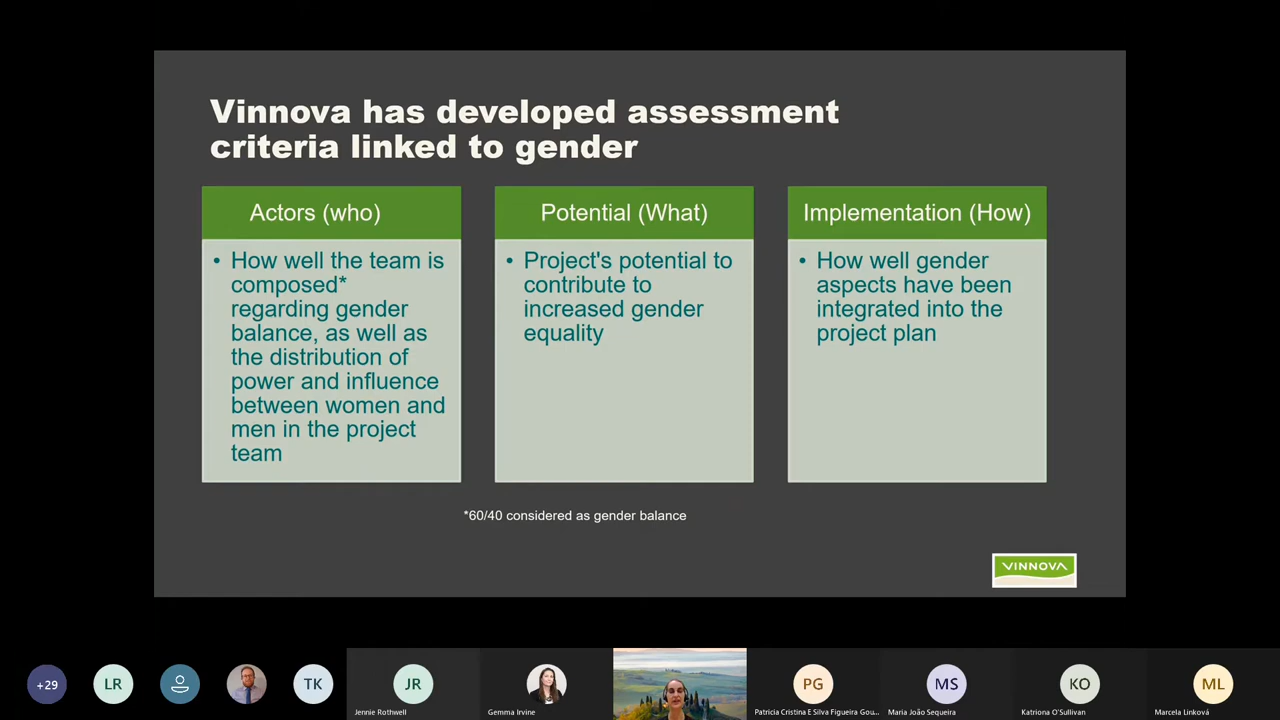 Vinnova has developed assessment
criteria linked to gender
Actors (who)
• How well the team is
composed*
regarding gender
balance, as well as
the distribution of
power and influence
between women and
men in the project
team
Potential (What)
• Project's potential to
contribute to
increased gender
equality
Implementation (How)
• How well gender
aspects have been
integrated into the
project plan
*60/40 considered as gender balance
VINNOVA
+29
LR
TK
JR
Jennie Rothwell
Gemma Irvine
PG
Patricia Cristina E Silva Figueira Gou...
MS
Maria João Sequeira
KO
Katriona O'Sullivan
ML
Marcela Linková